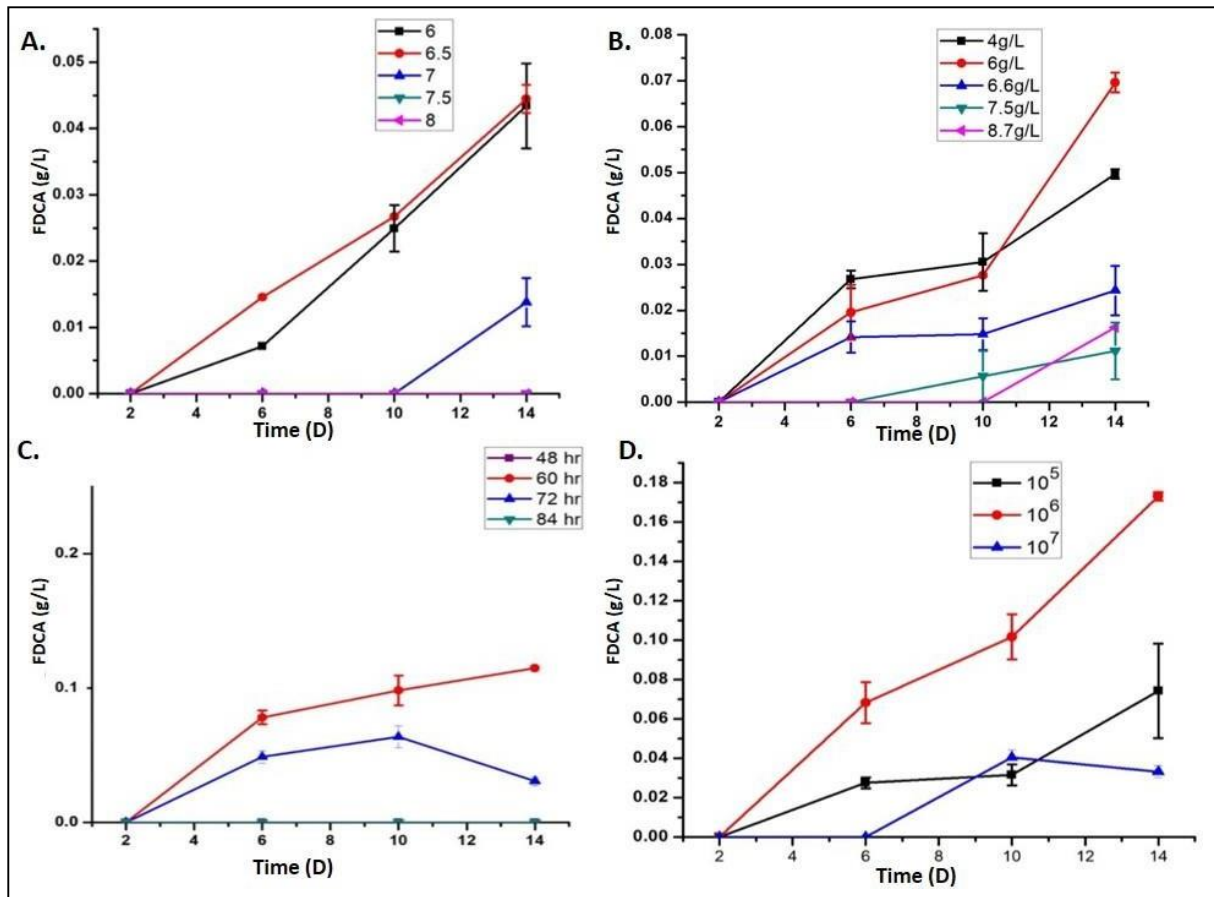 A.
6
6.5
7
7.5
8
0.05
0.04
0.03
0.02
0.01
0.00
FDCA (g/L)
2 4 6 8 10 12 14
Time (D)
B.
4g/L
6g/L
6.6g/L
7.5g/L
8.7g/L
0.08
0.07
0.06
0.05
0.04
0.03
0.02
0.01
0.00
FDCA (g/L)
2 4 6 8 10 12 14
Time (D)
C.
48 hr
60 hr
72 hr
84 hr
0.2
0.1
0.0
FDCA (g/L)
2 4 6 8 10 12 14
Time (D)
D.
10⁵
10⁶
10⁷
0.18
0.16
0.14
0.12
0.10
0.08
0.06
0.04
0.02
0.00
FDCA (g/L)
2 4 6 8 10 12 14
Time (D)